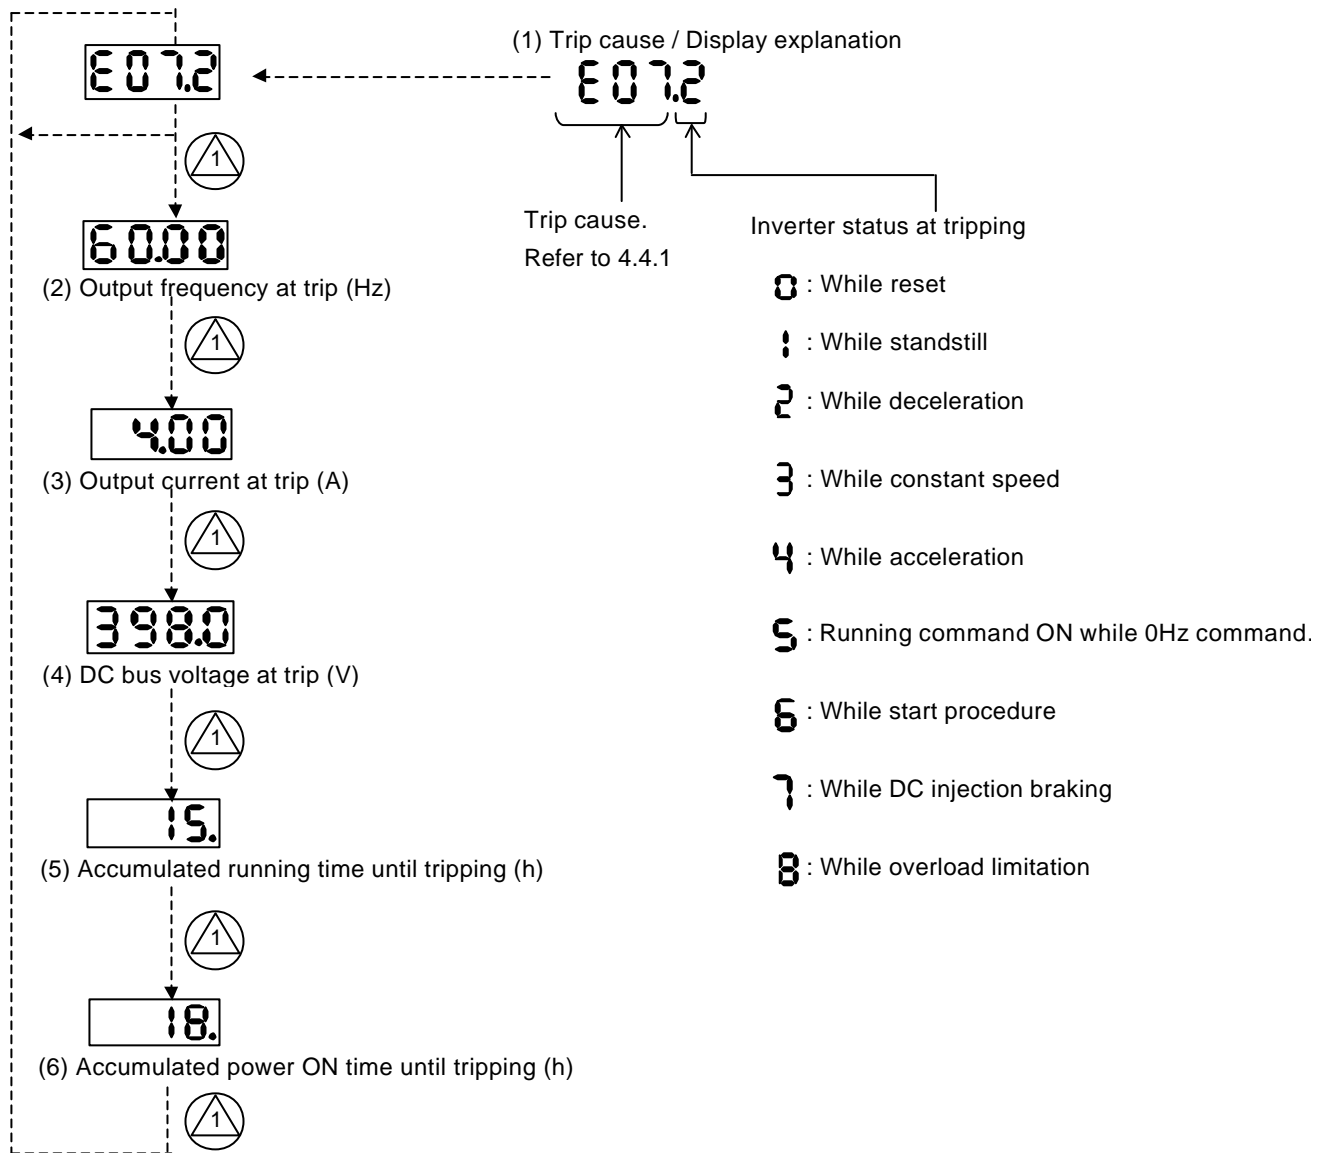 (1) Trip cause / Display explanation
E07.2
E07.2
1
Trip cause.
Refer to 4.4.1
Inverter status at tripping
60.00
(2) Output frequency at trip (Hz)
1
4.00
(3) Output current at trip (A)
1
398.0
(4) DC bus voltage at trip (V)
1
15.
(5) Accumulated running time until tripping (h)
1
18.
(6) Accumulated power ON time until tripping (h)
1
0 : While reset
1 : While standstill
2 : While deceleration
3 : While constant speed
4 : While acceleration
5 : Running command ON while 0Hz command.
6 : While start procedure
7 : While DC injection braking
8 : While overload limitation